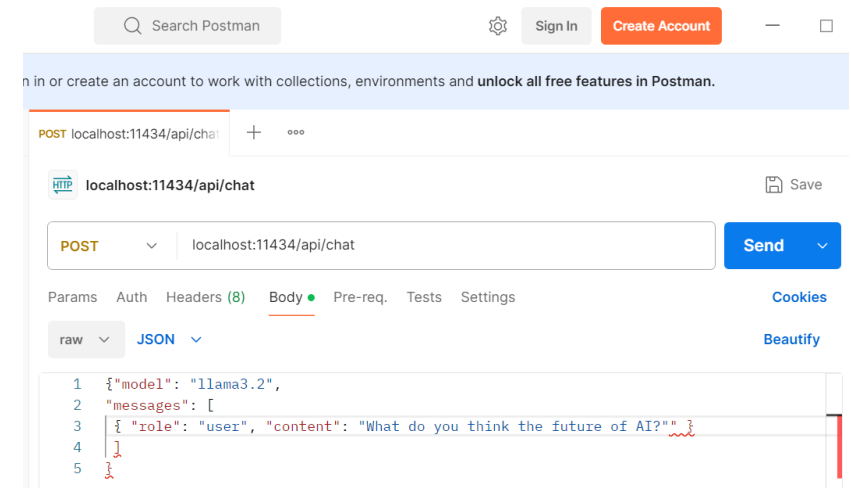 Search Postman
Sign In
Create Account
n in or create an account to work with collections, environments and unlock all free features in Postman.
POST localhost:11434/api/chat
HTTP localhost:11434/api/chat
Save
POST
localhost:11434/api/chat
Send
Params Auth Headers (8) Body Pre-req. Tests Settings
Cookies
raw
JSON
Beautify
1 {"model": "llama3.2",
2 "messages": [
3 { "role": "user", "content": "What do you think the future of AI?"" }
4 ]
5 }